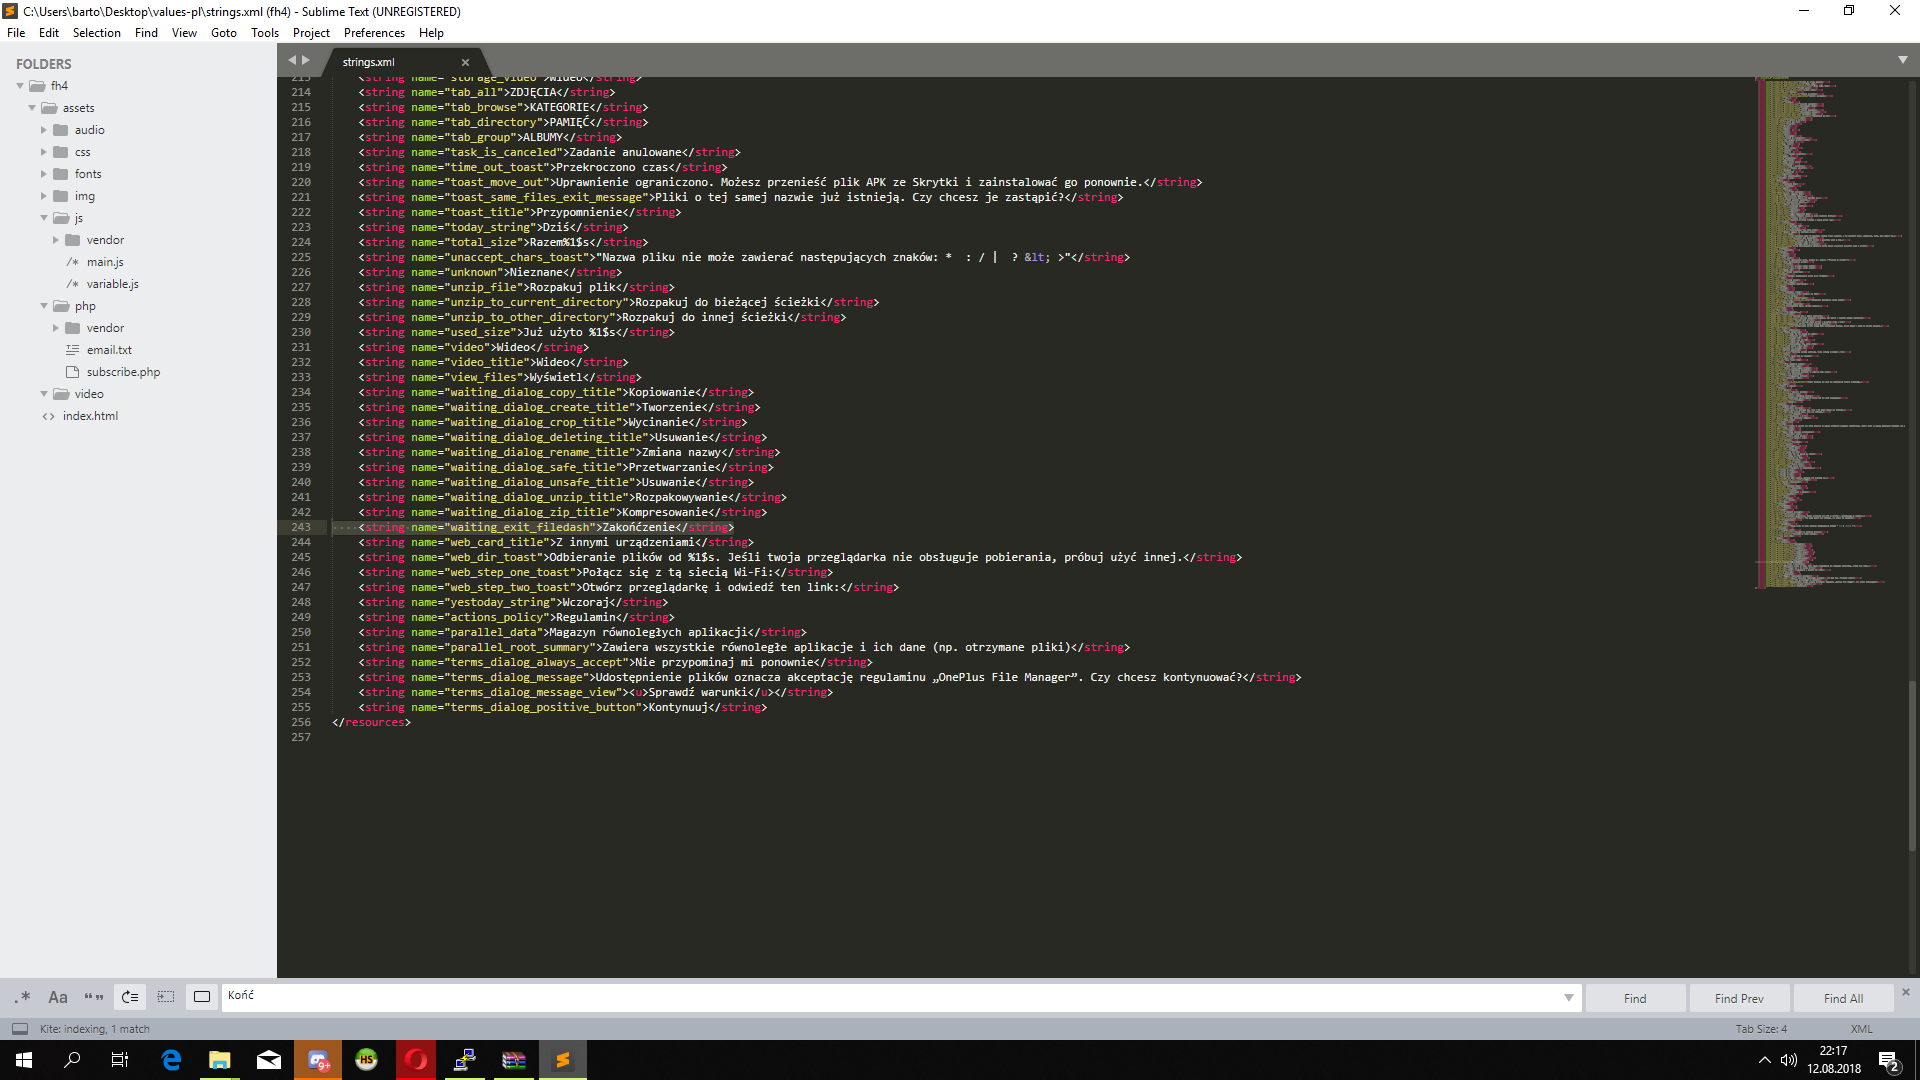 C:\Users\barto\Desktop\values-pl\strings.xml (fh4) - Sublime Text (UNREGISTERED)
File Edit Selection Find View Goto Tools Project Preferences Help
FOLDERS
fh4
assets
audio
css
fonts
img
js
vendor
/* main.js
/* variable.js
php
vendor
email.txt
subscribe.php
video
<> index.html
strings.xml
213 <string name="storage_video">Wideo</string>
214 <string name="tab_all">ZDJĘCIA</string>
215 <string name="tab_browse">KATEGORIE</string>
216 <string name="tab_directory">PAMIĘĆ</string>
217 <string name="tab_group">ALBUMY</string>
218 <string name="task_is_canceled">Zadanie anulowane</string>
219 <string name="time_out_toast">Przekroczono czas</string>
220 <string name="toast_move_out">Uprawnienie ograniczono. Możesz przenieść plik APK ze Skrytki i zainstalować go ponownie.</string>
221 <string name="toast_same_files_exit_message">Pliki o tej samej nazwie już istnieją. Czy chcesz je zastąpić?</string>
222 <string name="toast_title">Przypomnienie</string>
223 <string name="today_string">Dziś</string>
224 <string name="total_size">Razem%1$s</string>
225 <string name="unaccept_chars_toast">"Nazwa pliku nie może zawierać następujących znaków: *  : / |  ? &lt; >"</string>
226 <string name="unknown">Nieznane</string>
227 <string name="unzip_file">Rozpakuj plik</string>
228 <string name="unzip_to_current_directory">Rozpakuj do bieżącej ścieżki</string>
229 <string name="unzip_to_other_directory">Rozpakuj do innej ścieżki</string>
230 <string name="used_size">Już użyto %1$s</string>
231 <string name="video">Wideo</string>
232 <string name="video_title">Wideo</string>
233 <string name="view_files">Wyświetl</string>
234 <string name="waiting_dialog_copy_title">Kopiowanie</string>
235 <string name="waiting_dialog_create_title">Tworzenie</string>
236 <string name="waiting_dialog_crop_title">Wycinanie</string>
237 <string name="waiting_dialog_deleting_title">Usuwanie</string>
238 <string name="waiting_dialog_rename_title">Zmiana nazwy</string>
239 <string name="waiting_dialog_safe_title">Przetwarzanie</string>
240 <string name="waiting_dialog_unsafe_title">Usuwanie</string>
241 <string name="waiting_dialog_unzip_title">Rozpakowywanie</string>
242 <string name="waiting_dialog_zip_title">Kompresowanie</string>
243 <string name="waiting_exit_filedash">Zakończenie</string>
244 <string name="web_card_title">Z innymi urządzeniami</string>
245 <string name="web_dir_toast">Odbieranie plików od %1$s. Jeśli twoja przeglądarka nie obsługuje pobierania, próbuj użyć innej.</string>
246 <string name="web_step_one_toast">Połącz się z tą siecią Wi-Fi:</string>
247 <string name="web_step_two_toast">Otwórz przeglądarkę i odwiedź ten link:</string>
248 <string name="yestoday_string">Wczoraj</string>
249 <string name="actions_policy">Regulamin</string>
250 <string name="parallel_data">Magazyn równoległych aplikacji</string>
251 <string name="parallel_root_summary">Zawiera wszystkie równoległe aplikacje i ich dane (np. otrzymane pliki)</string>
252 <string name="terms_dialog_always_accept">Nie przypominaj mi ponownie</string>
253 <string name="terms_dialog_message">Udostępnienie plików oznacza akceptację regulaminu „OnePlus File Manager”. Czy chcesz kontynuować?</string>
254 <string name="terms_dialog_message_view"><u>Sprawdź warunki</u></string>
255 <string name="terms_dialog_positive_button">Kontynuuj</string>
256 </resources>
257
.* Aa “” Końć Find Find Prev Find All
Kite: indexing, 1 match Tab Size: 4 XML
9+ HS 22:17
12.08.2018 2